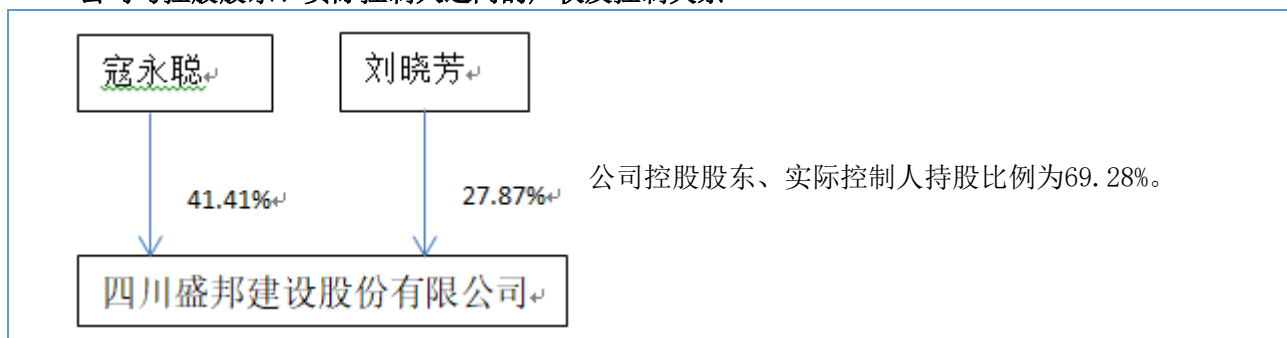 寇永聪
刘晓芳
公司控股股东、实际控制人持股比例为69.28%。
41.41%
27.87%
四川盛邦建设股份有限公司